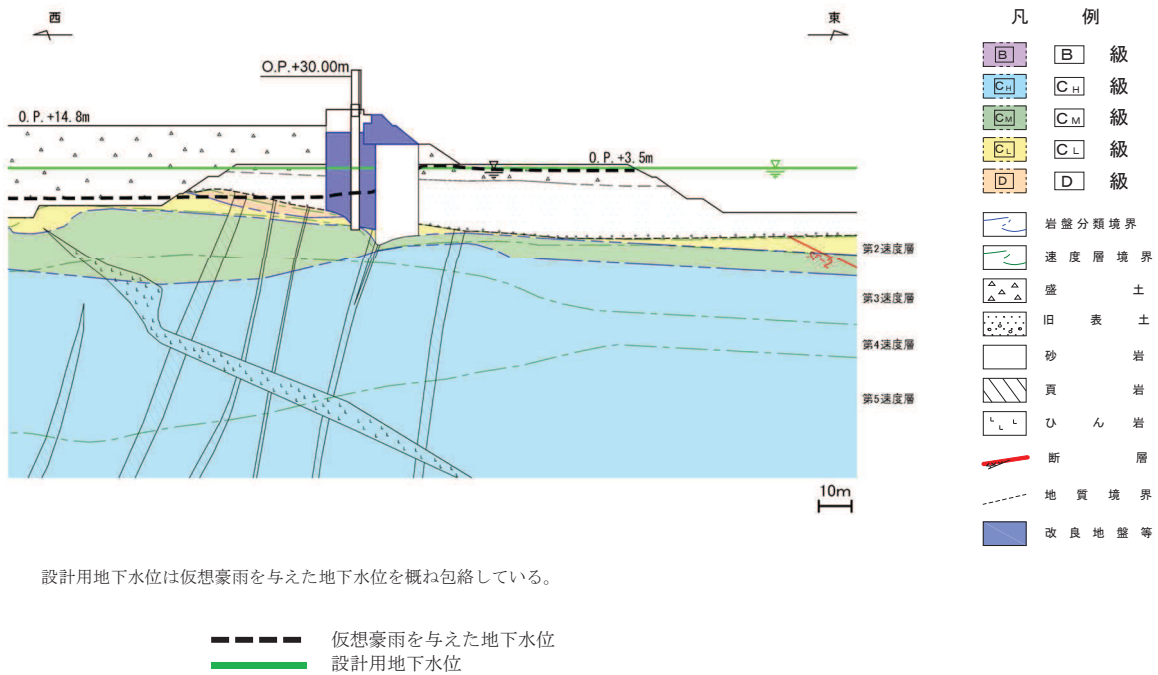 西
東
O.P.+30.00m
O.P.+14.8m
O.P.+3.5m
第2速度層
第3速度層
第4速度層
第5速度層
10m
凡 例
B B 級
CH CH 級
CM CM 級
CL CL 級
D D 級
岩盤分類境界
速度層境界
盛土
旧表土
砂岩
頁岩
ひん岩
断層
地質境界
改良地盤等
設計用地下水位は仮想豪雨を与えた地下水位を概ね包絡している。
仮想豪雨を与えた地下水位
設計用地下水位